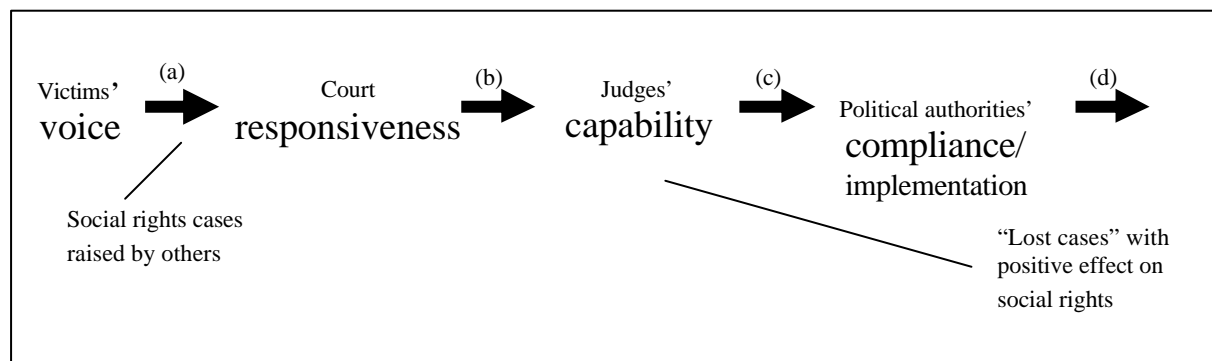 Victims’
voice
(a)
Court
responsiveness
(b)
Judges’
capability
(c)
Political authorities’
compliance/
implementation
(d)
Social rights cases
raised by others
“Lost cases” with
positive effect on
social rights